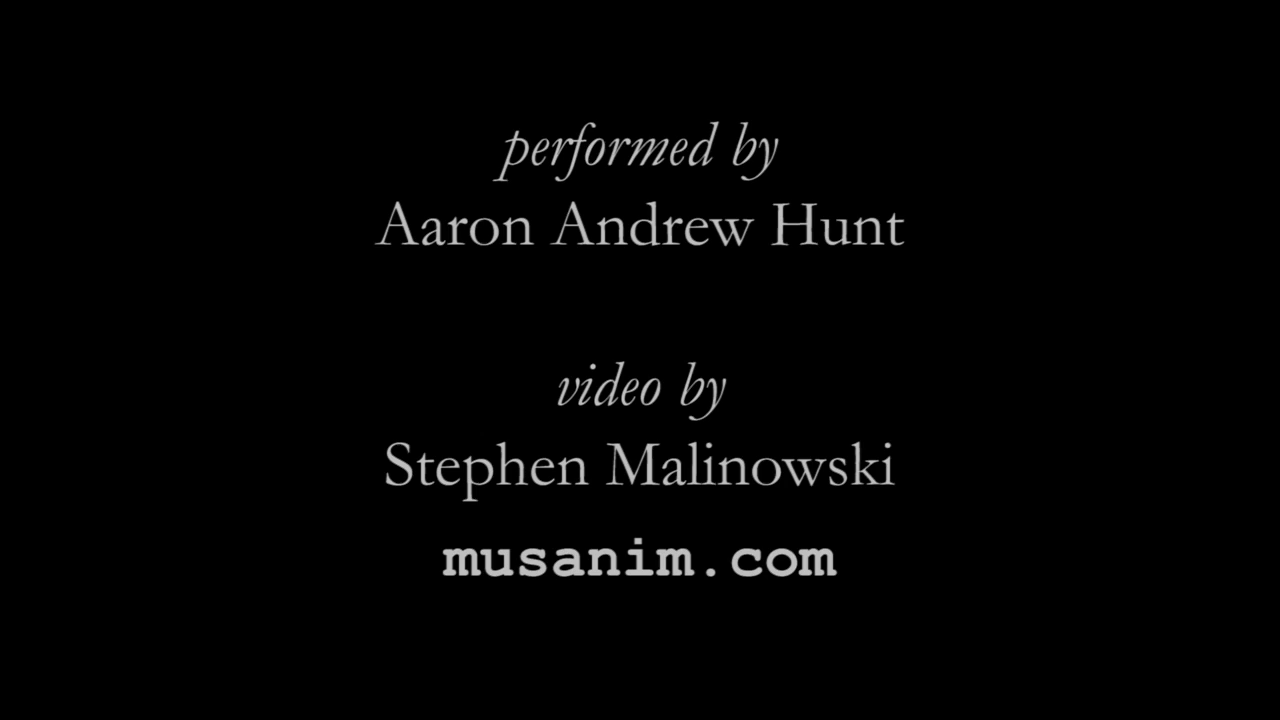 performed by
Aaron Andrew Hunt
video by
Stephen Malinowski
musanim.com